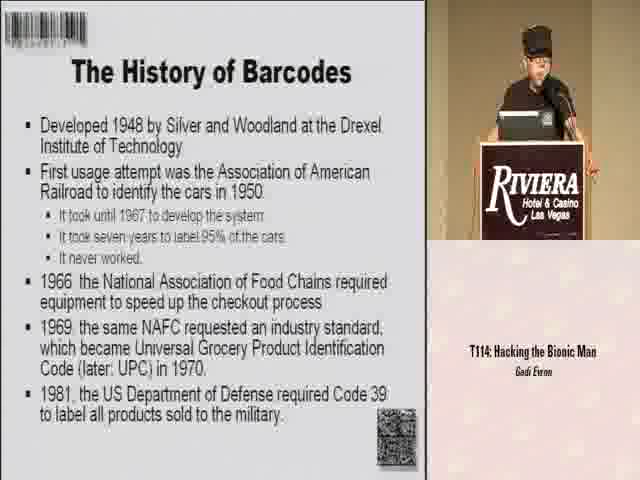 The History of Barcodes
Developed 1948 by Silver and Woodland at the Drexel
Institute of Technology
First usage attempt was the Association of American
Railroad to identify the cars in 1950.
It took until 1967 to develop the system
It took seven years to label 95% of the cars.
It never worked.
1966, the National Association of Food Chains required
equipment to speed up the checkout process
1969, the same NAFC requested an industry standard,
which became Universal Grocery Product Identification
Code (later: UPC) in 1970.
1981, the US Department of Defense required Code 39
to label all products sold to the military.
RIVIERA
Hotel & Casino
Las Vegas
T114: Hacking the Bionic Man
Gadi Evron